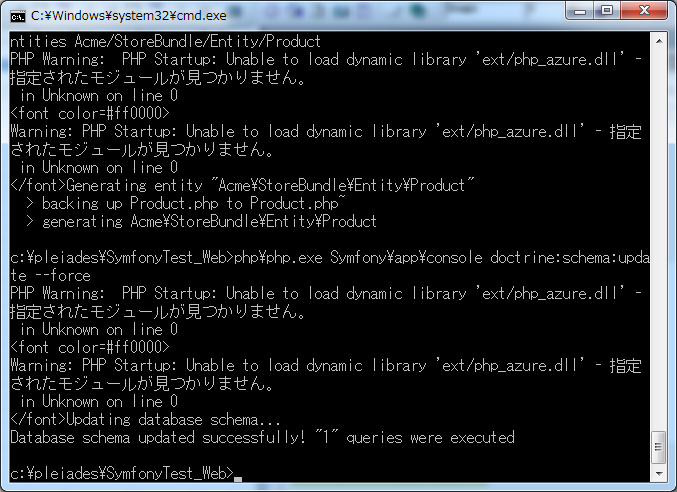 C:¥Windows¥system32¥cmd.exe
ntities Acme/StoreBundle/Entity/Product
PHP Warning:  PHP Startup: Unable to load dynamic library 'ext/php_azure.dll' -
指定されたモジュールが見つかりません。
 in Unknown on line 0
<font color=#ff0000>
Warning: PHP Startup: Unable to load dynamic library 'ext/php_azure.dll' - 指定
されたモジュールが見つかりません。
 in Unknown on line 0
</font>Generating entity "Acme¥StoreBundle¥Entity¥Product"
  > backing up Product.php to Product.php~
  > generating Acme¥StoreBundle¥Entity¥Product

c:¥pleiades¥SymfonyTest_Web>php¥php.exe Symfony¥app¥console doctrine:schema:upda
te --force
PHP Warning:  PHP Startup: Unable to load dynamic library 'ext/php_azure.dll' -
指定されたモジュールが見つかりません。
 in Unknown on line 0
<font color=#ff0000>
Warning: PHP Startup: Unable to load dynamic library 'ext/php_azure.dll' - 指定
されたモジュールが見つかりません。
 in Unknown on line 0
</font>Updating database schema...
Database schema updated successfully! "1" queries were executed

c:¥pleiades¥SymfonyTest_Web>